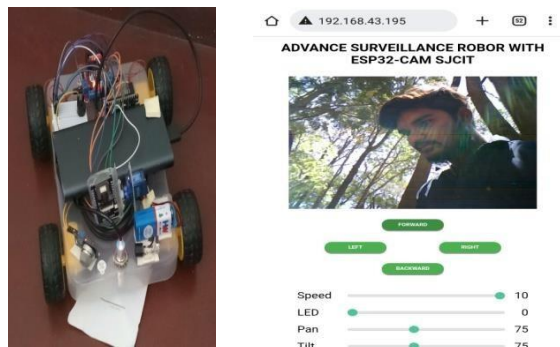 192.168.43.195
52
ADVANCE SURVEILLANCE ROBOR WITH
ESP32-CAM SJCIT
FORWARD
LEFT RIGHT
BACKWARD
Speed 10
LED 0
Pan 75
Tilt 75